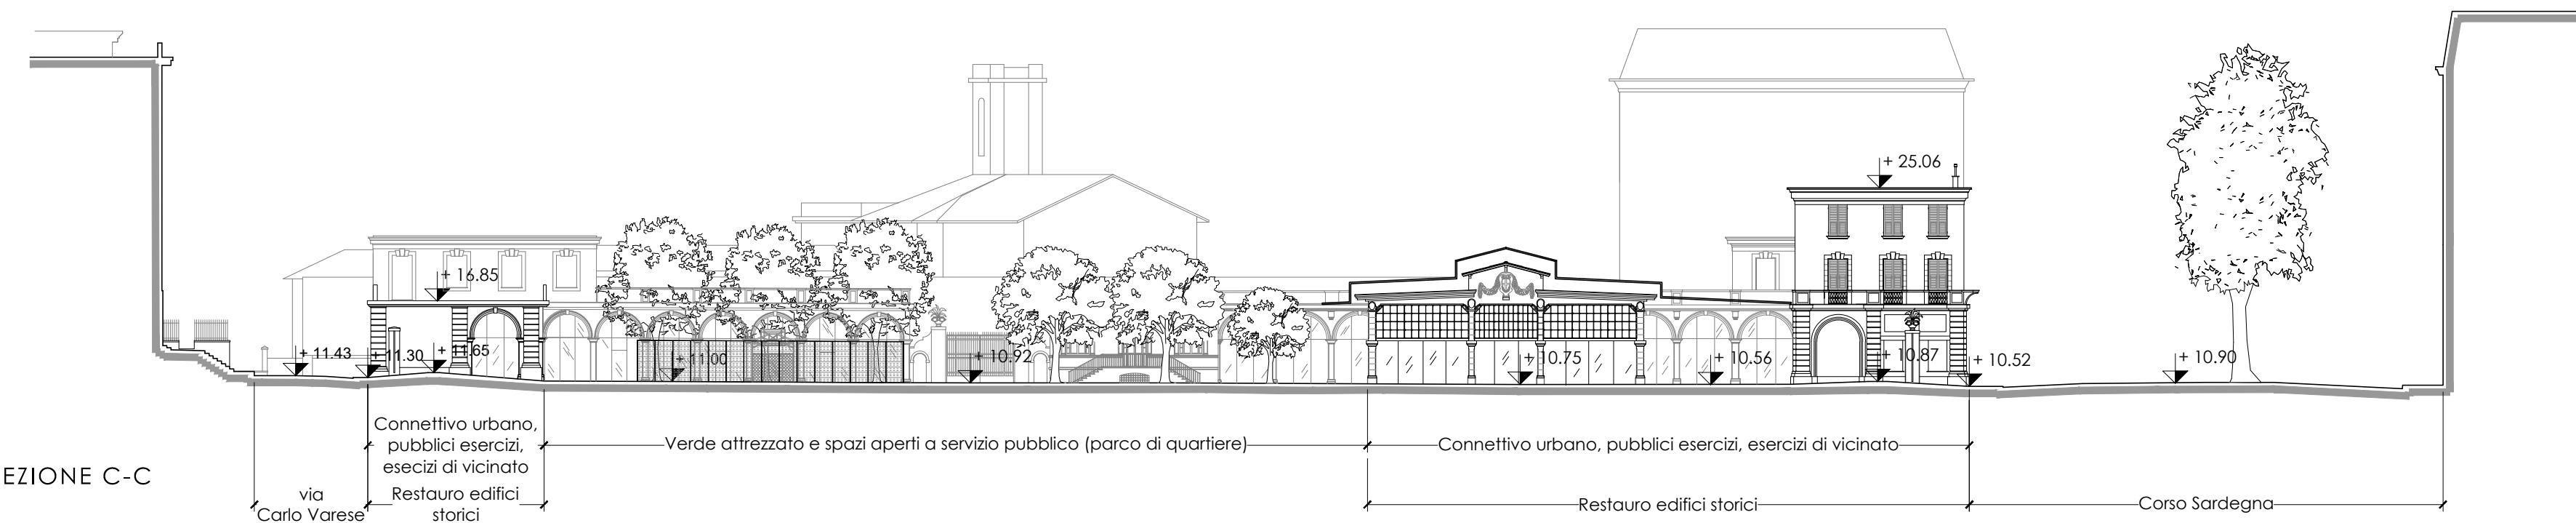 + 25.06
+ 16.85
+ 11.43
+ 11.30
+ 11.65
+ 11.00
+ 10.92
+ 10.75
+ 10.56
+ 10.87
+ 10.52
+ 10.90
Connettivo urbano,
pubblici esercizi,
esecizi di vicinato
Verde attrezzato e spazi aperti a servizio pubblico (parco di quartiere)
Connettivo urbano, pubblici esercizi, esercizi di vicinato
EZIONE C-C
via
Carlo Varese
Restauro edifici
storici
Restauro edifici storici
Corso Sardegna